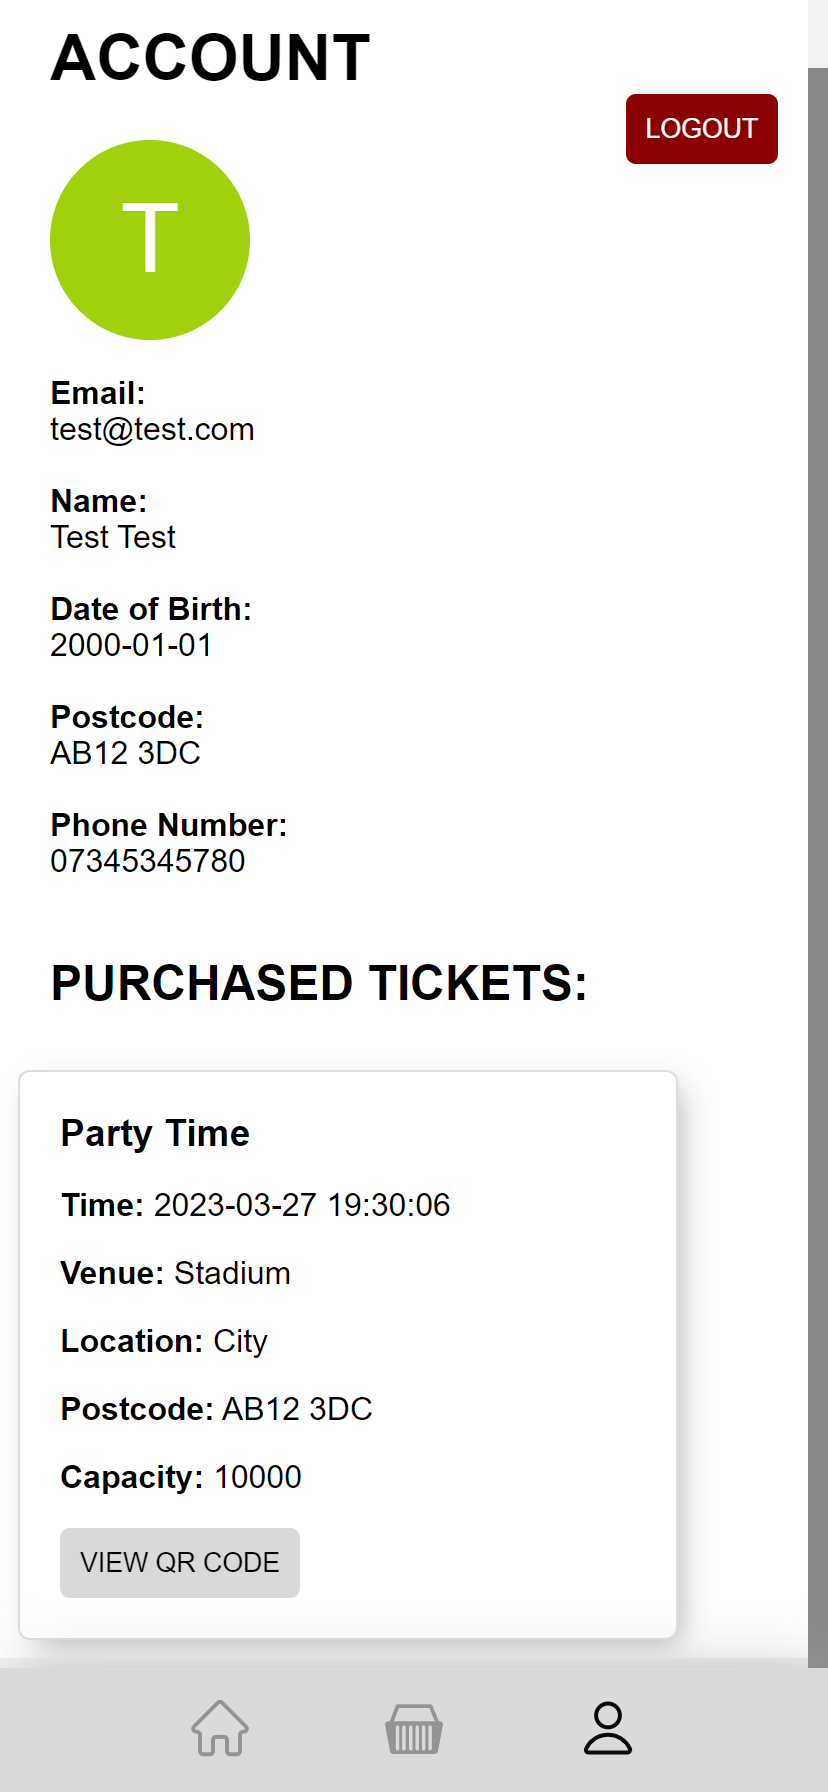 ACCOUNT
LOGOUT
T
Email:
test@test.com
Name:
Test Test
Date of Birth:
2000-01-01
Postcode:
AB12 3DC
Phone Number:
07345345780
PURCHASED TICKETS:
Party Time
Time: 2023-03-27 19:30:06
Venue: Stadium
Location: City
Postcode: AB12 3DC
Capacity: 10000
VIEW QR CODE